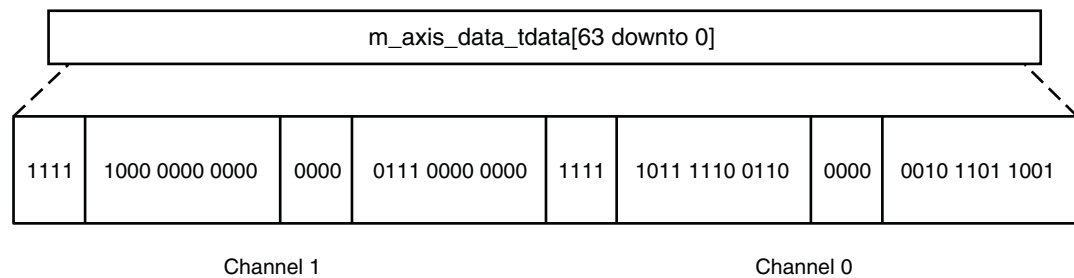 m_axis_data_tdata[63 downto 0]
1111 1000 0000 0000 0000 0111 0000 0000 1111 1011 1110 0110 0000 0010 1101 1001
Channel 1 Channel 0